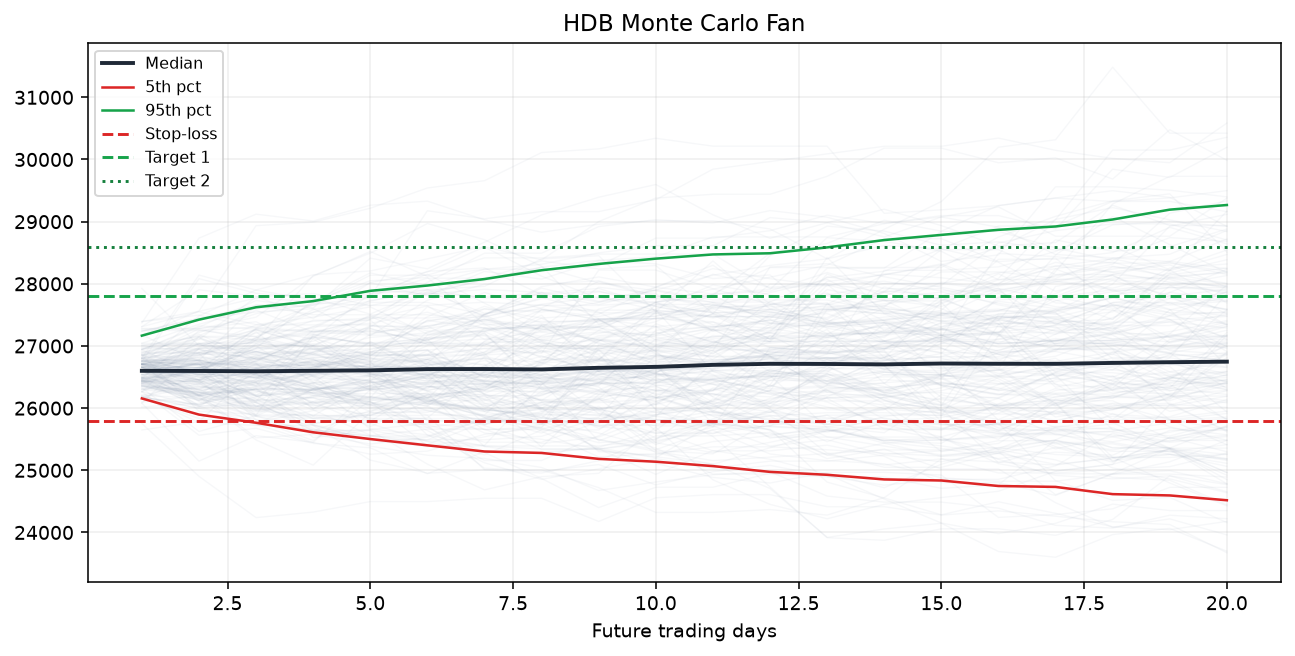 HDB Monte Carlo Fan
Median
5th pct
95th pct
Stop-loss
Target 1
Target 2
31000
30000
29000
28000
27000
26000
25000
24000
2.5 5.0 7.5 10.0 12.5 15.0 17.5 20.0
Future trading days